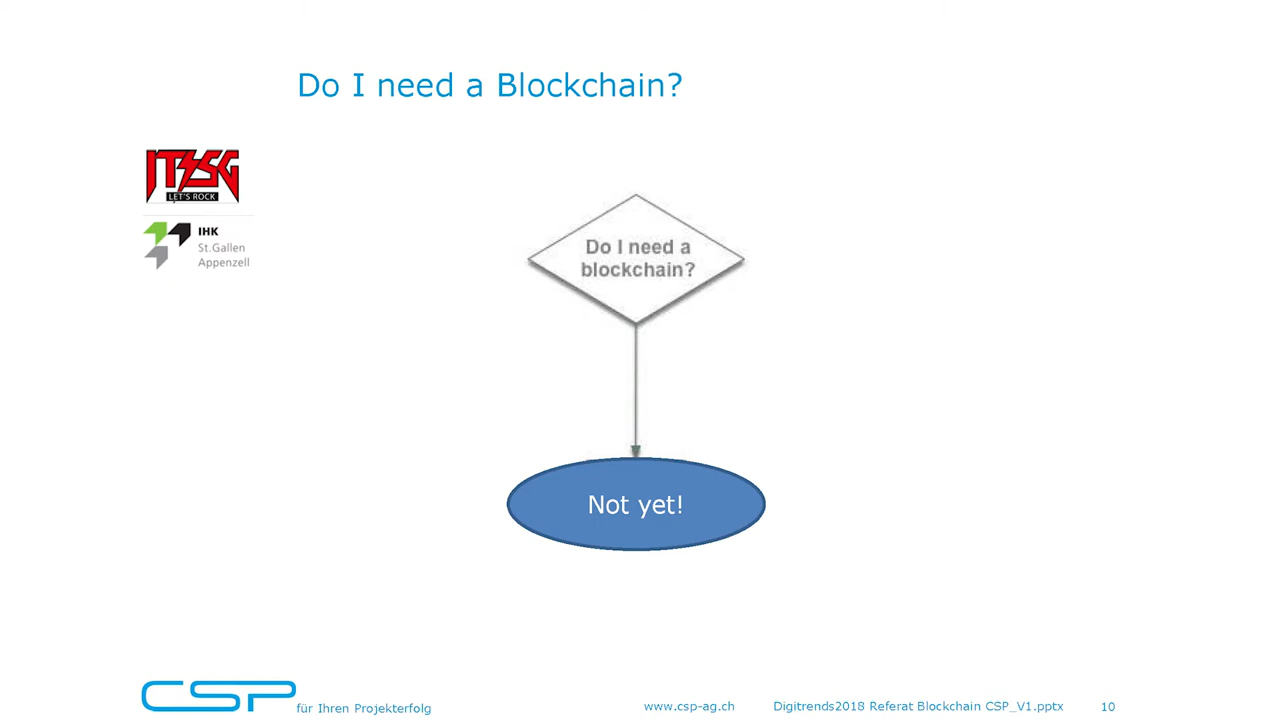 Do I need a Blockchain?
IT>SG
LET'S ROCK
IHK
St.Gallen
Appenzell
Do I need a
blockchain?
Not yet!
CSP
für Ihren Projekterfolg
www.csp-ag.ch
Digitrends2018 Referat Blockchain CSP_V1.pptx
10